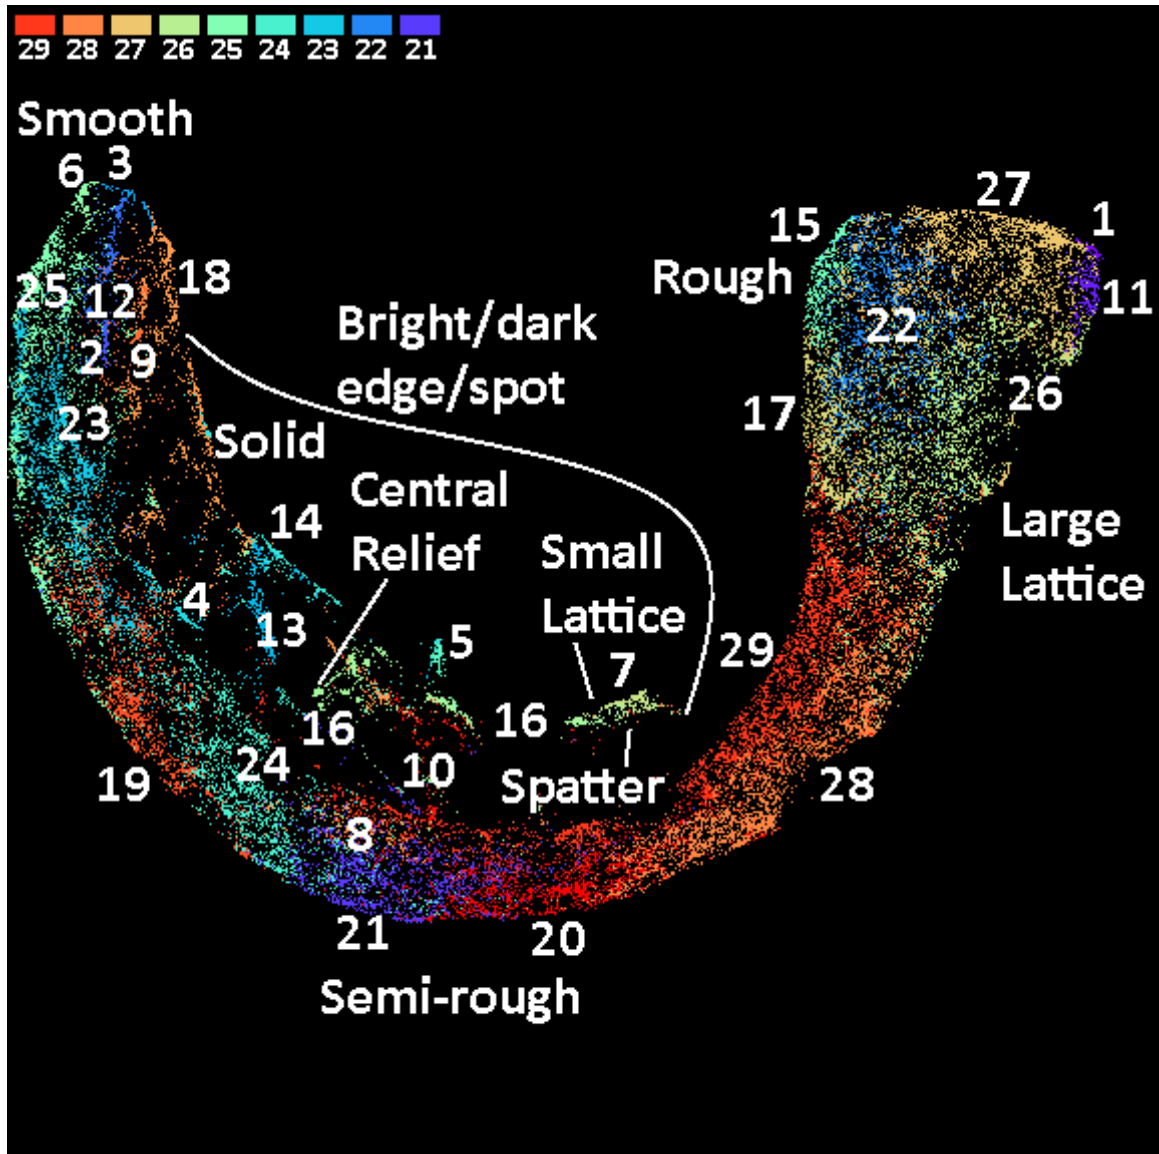 29 28 27 26 25 24 23 22 21
Smooth
6 3
27
15 1
Rough
25 12 18
11
Bright/dark
edge/spot
22
2 9
26
17
23
Solid
Central
Relief
14
Small
Lattice
Large
Lattice
4
13
5
7
29
16
16
10
24
19
Spatter
28
8
21
20
Semi-rough